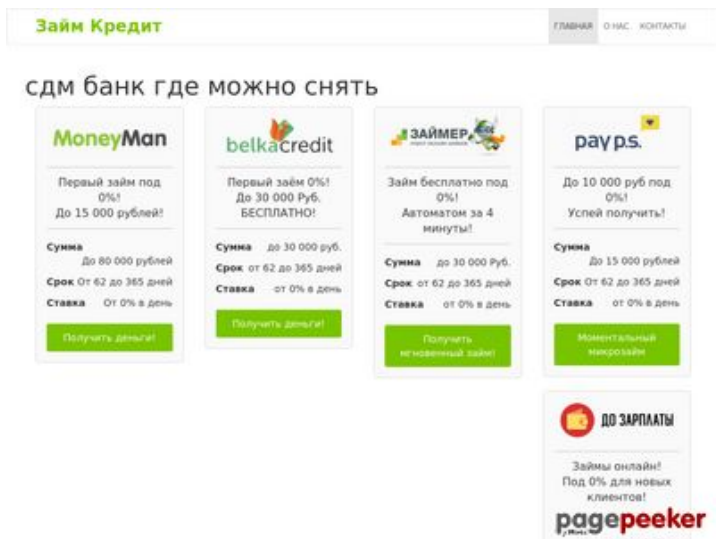 Займ Кредит
ГЛАВНАЯ О НАС. КОНТАКТЫ
сдм банк где можно снять
MoneyMan
Первый займ под
0%!
До 15 000 рублей!
Сумма
До 80 000 рублей
Срок От 62 до 365 дней
Ставка От 0% в день
Получить деньги!
belkacredit
Первый заём 0%!
До 30 000 Руб.
БЕСПЛАТНО!
Сумма до 30 000 руб.
Срок от 62 до 365 дней
Ставка от 0% в день
Получить деньги!
ЗАЙМЕР
Займ бесплатно под
0%!
Автоматом за 4
минуты!
Сумма до 30 000 Руб.
Срок от 62 до 365 дней
Ставка от 0% в день
Получить
мгновенный займ!
pay p.s.
До 10 000 руб под
0%!
Успей получить!
Сумма
До 15 000 рублей
Срок От 62 до 365 дней
Ставка от 0% в день
Моментальный
микрозайм
ДО ЗАРПЛАТЫ
Займы онлайн!
Под 0% для новых
клиентов!
pagepeeker